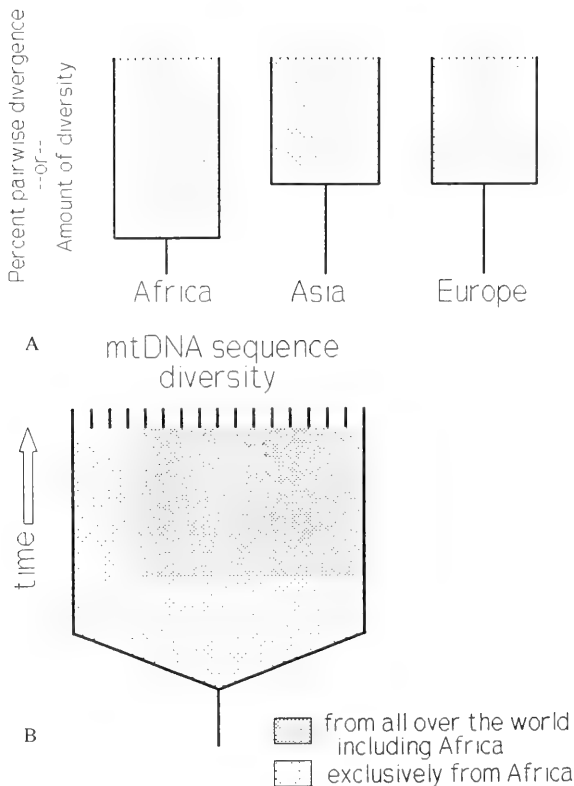 Percent pairwise divergence
--or--
Amount of diversity
Africa
Asia
Europe
A
mtDNA sequence
diversity
time
B
from all over the world
including Africa
exclusively from Africa